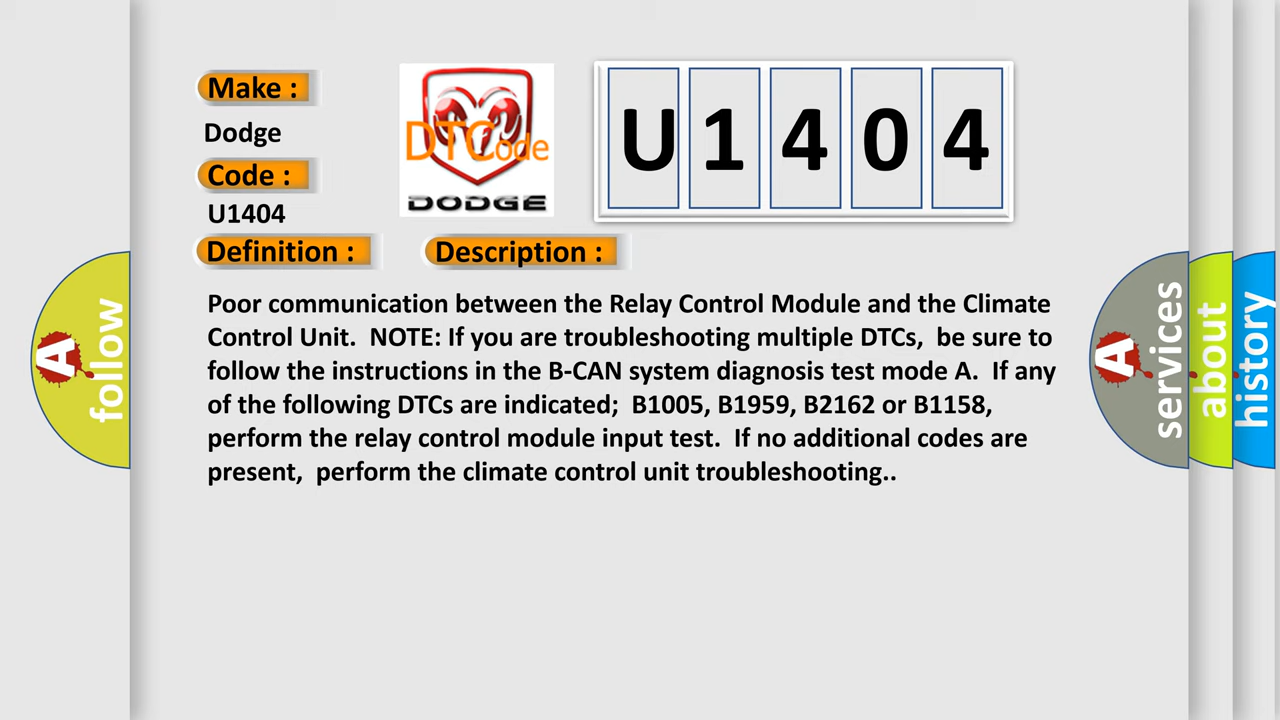 Make :
Dodge
Code :
U1404
Definition :
Description :
DTCode
DODGE
U1404
Poor communication between the Relay Control Module and the Climate
Control Unit. NOTE: If you are troubleshooting multiple DTCs, be sure to
follow the instructions in the B-CAN system diagnosis test mode A. If any
of the following DTCs are indicated; B1005, B1959, B2162 or B1158,
perform the relay control module input test. If no additional codes are
present, perform the climate control unit troubleshooting..
A follow
A services
about
history